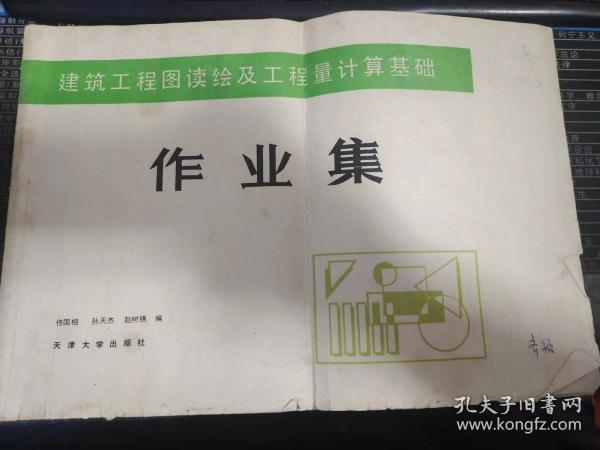 建筑工程图读绘及工程量计算基础
作业集
佟国相 孙天杰 赵树 编
天津大学出版社
孔夫子旧书网
www.kongfz.com